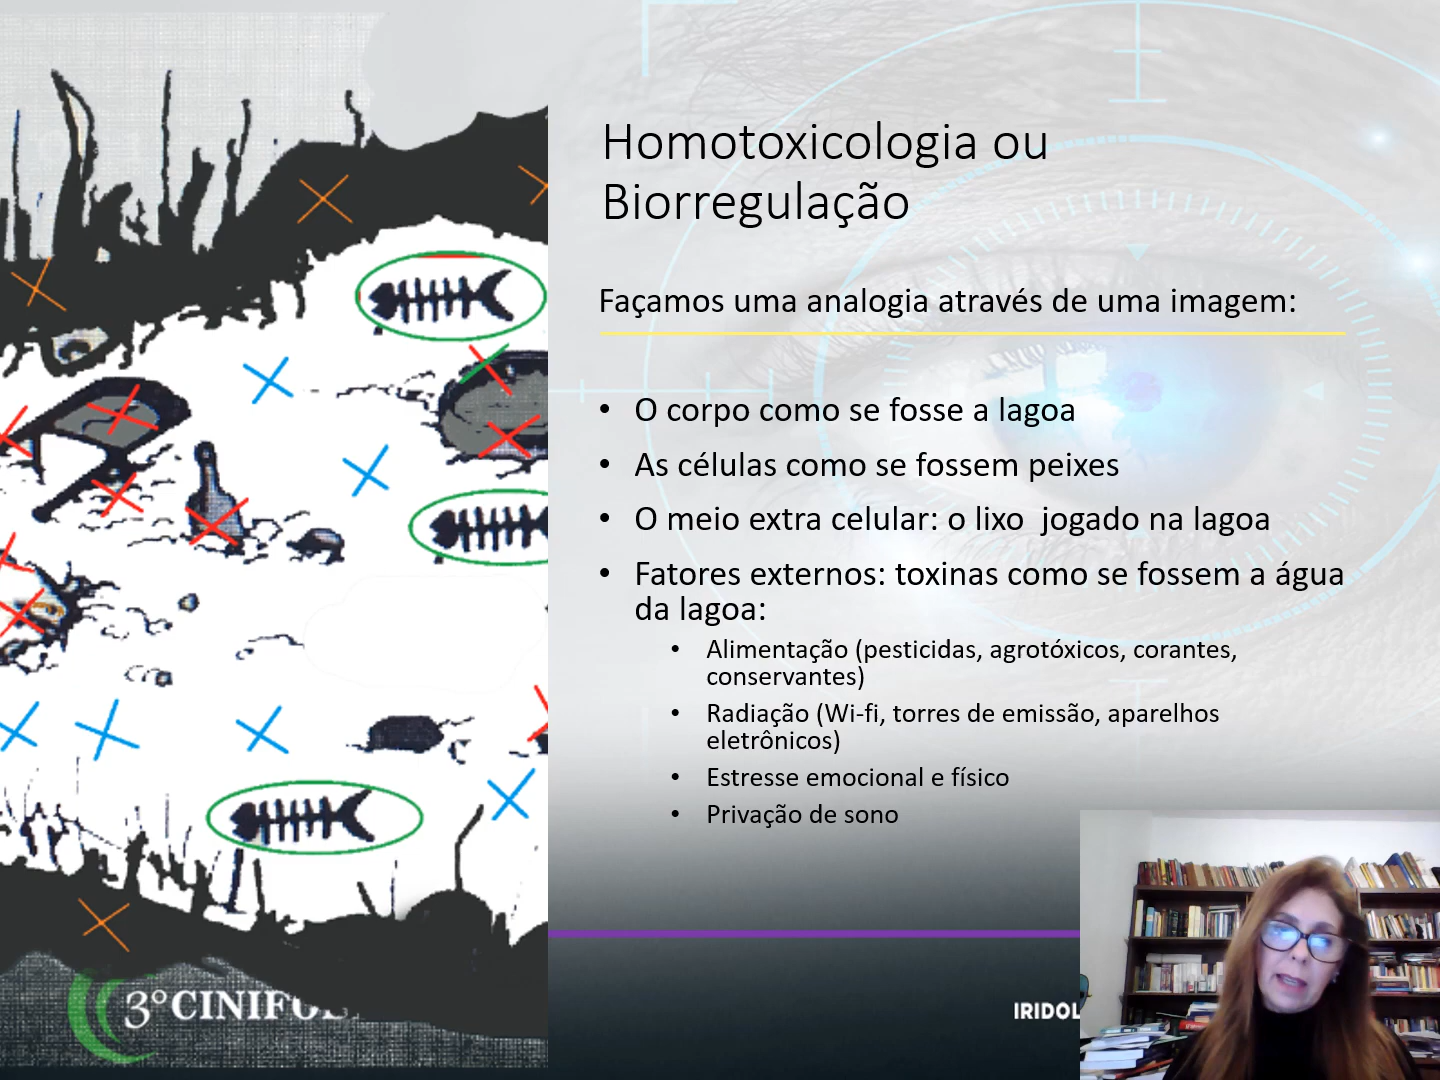 Homotoxicologia ou
Biorregulação
Façamos uma analogia através de uma imagem:
• O corpo como se fosse a lagoa
• As células como se fossem peixes
• O meio extra celular: o lixo jogado na lagoa
• Fatores externos: toxinas como se fossem a água
da lagoa:
• Alimentação (pesticidas, agrotóxicos, corantes,
conservantes)
• Radiação (Wi-fi, torres de emissão, aparelhos
eletrônicos)
• Estresse emocional e físico
• Privação de sono
3º
IRIDOL